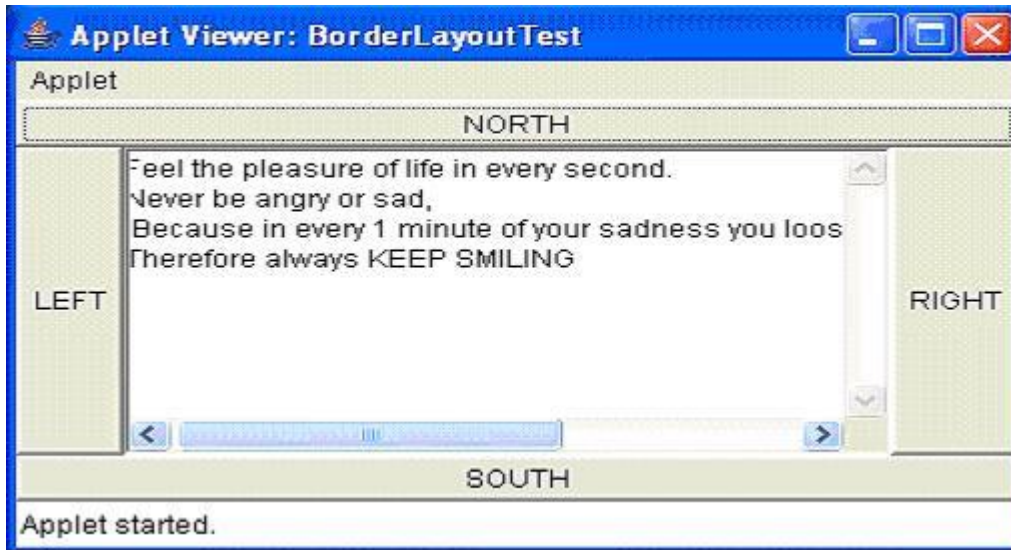 Applet Viewer: BorderLayoutTest
Applet
NORTH
Feel the pleasure of life in every second.
Never be angry or sad,
Because in every 1 minute of your sadness you loos
Therefore always KEEP SMILING
LEFT
RIGHT
SOUTH
Applet started.